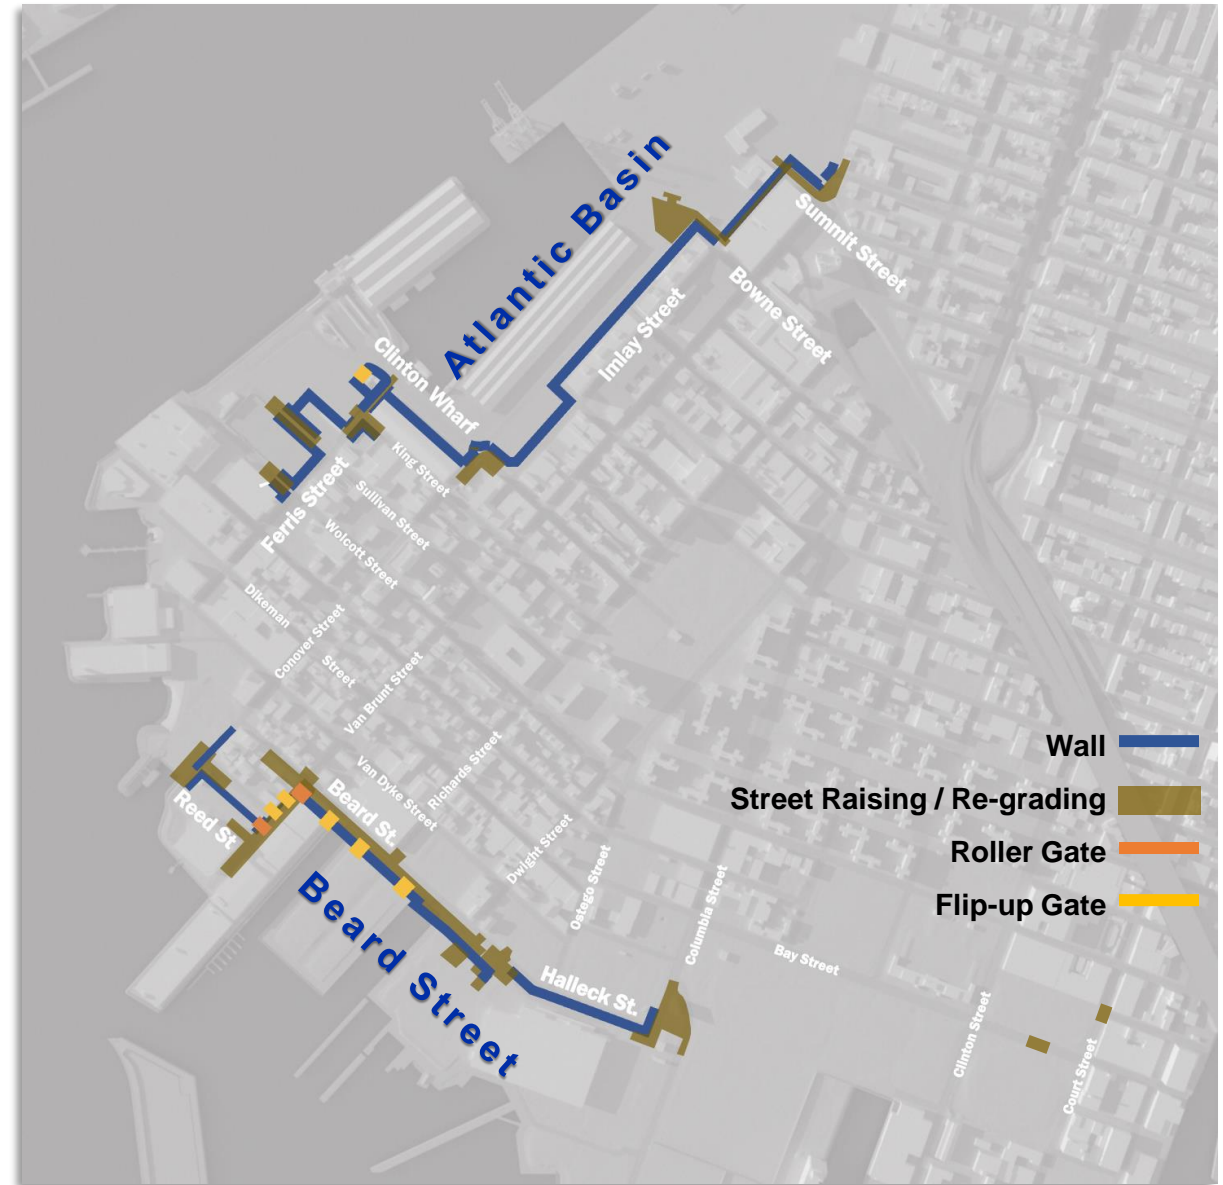 Atlantic Basin
Summit Street
Bowne Street
Imlay Street
Clinton Wharf
King Street
Sullivan Street
Ferris Street
Wolcott Street
Dikeman
Street
Conover Street
Van Brunt Street
Wall
Street Raising / Re-grading
Roller Gate
Flip-up Gate
Reed St.
Beard St.
Van Dyke Street
Richards Street
Dwight Street
Ostego Street
Columbia Street
Bay Street
Beard Street
Halleck St.
Clinton Street
Court Street